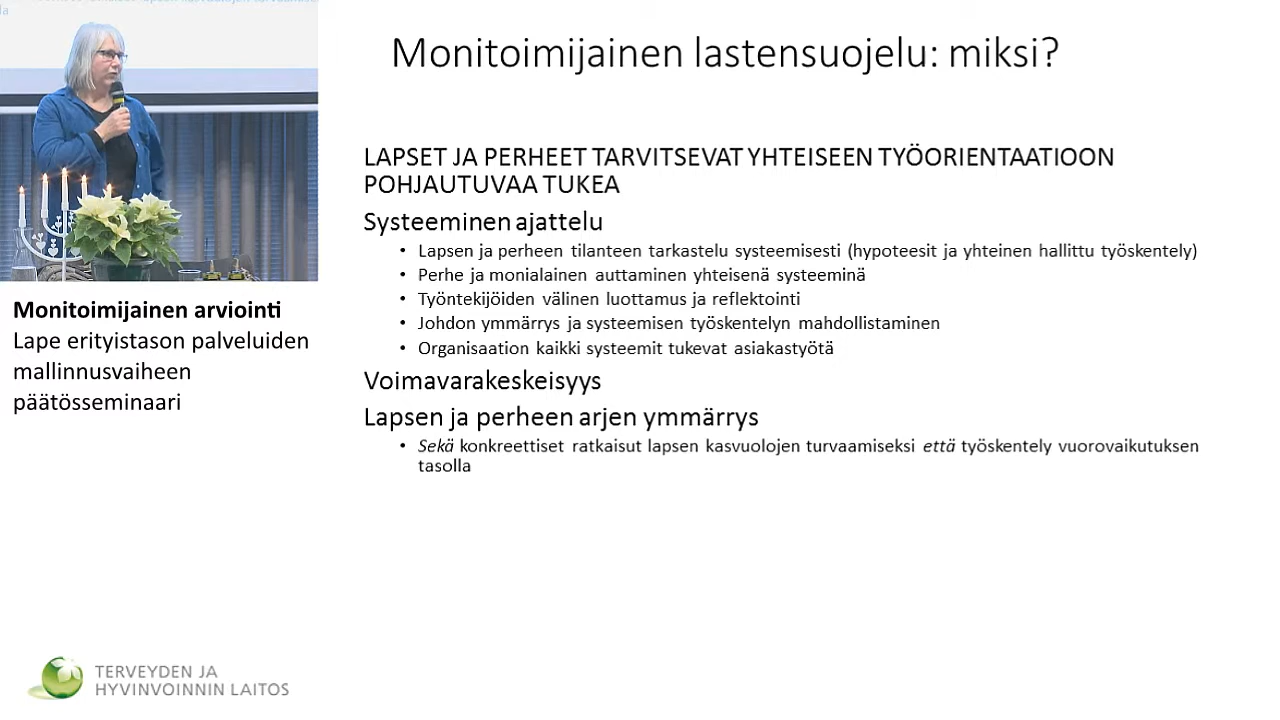 Monitoimijainen lastensuojelu: miksi?
LAPSET JA PERHEET TARVITSEVAT YHTEISEEN TYÖORIENTAATIOON
POHJAUTUVAA TUKEA
Systeeminen ajattelu
• Lapsen ja perheen tilanteen tarkastelu systeemisesti (hypoteesit ja yhteinen hallittu työskentely)
• Perhe ja monialainen auttaminen yhteisenä systeeminä
• Työntekijöiden välinen luottamus ja reflektointi
• Johdon ymmärrys ja systeemisen työskentelyn mahdollistaminen
• Organisaation kaikki systeemit tukevat asiakastyötä
Voimavarakeskeisyys
Lapsen ja perheen arjen ymmärrys
• Sekä konkreettiset ratkaisut lapsen kasvuolojen turvaamiseksi että työskentely vuorovaikutuksen
tasolla
Monitoimijainen arviointi
Lape erityistason palveluiden
mallinnusvaiheen
päätösseminaari
TERVEYDEN JA
HYVINVOINNIN LAITOS